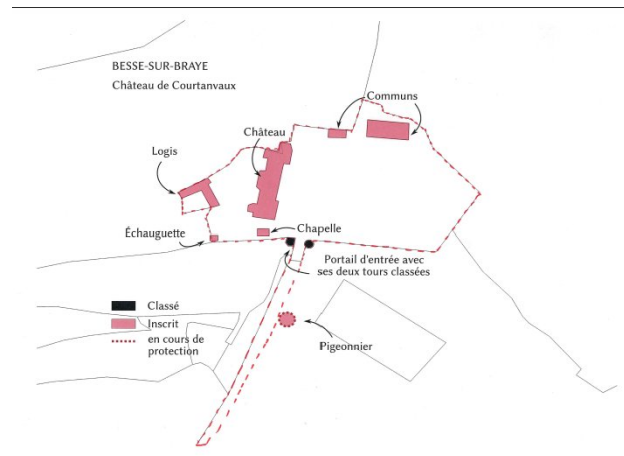 BESSE-SUR-BRAYE
Château de Courtanvaux
Communs
Château
Logis
Échauguette
Chapelle
Portail d'entrée avec
ses deux tours classées
Classé
Inscrit
en cours de
protection
Pigeonnier